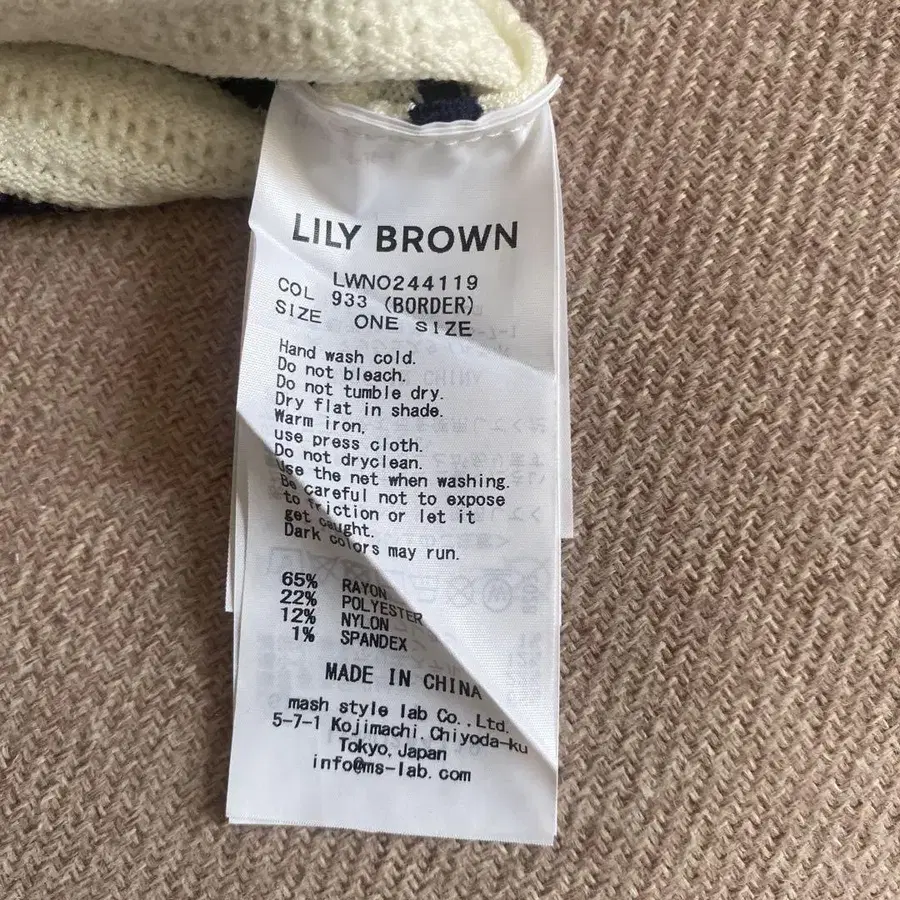 LILY BROWN
LWNO244119
COL 933 (BORDER)
SIZE ONE SIZE
Hand wash cold.
Do not bleach.
Do not tumble dry.
Dry flat in shade.
Warm iron,
use press cloth.
Do not dryclean.
Use the net when washing.
Be careful not to expose
to friction or let it
get caught.
Dark colors may run.
65% RAYON
22% POLYESTER
12% NYLON
1% SPANDEX
MADE IN CHINA
mash style lab Co.,Ltd.
5-7-1 Kojimachi,Chiyoda-ku
Tokyo,Japan
info@ms-lab.com